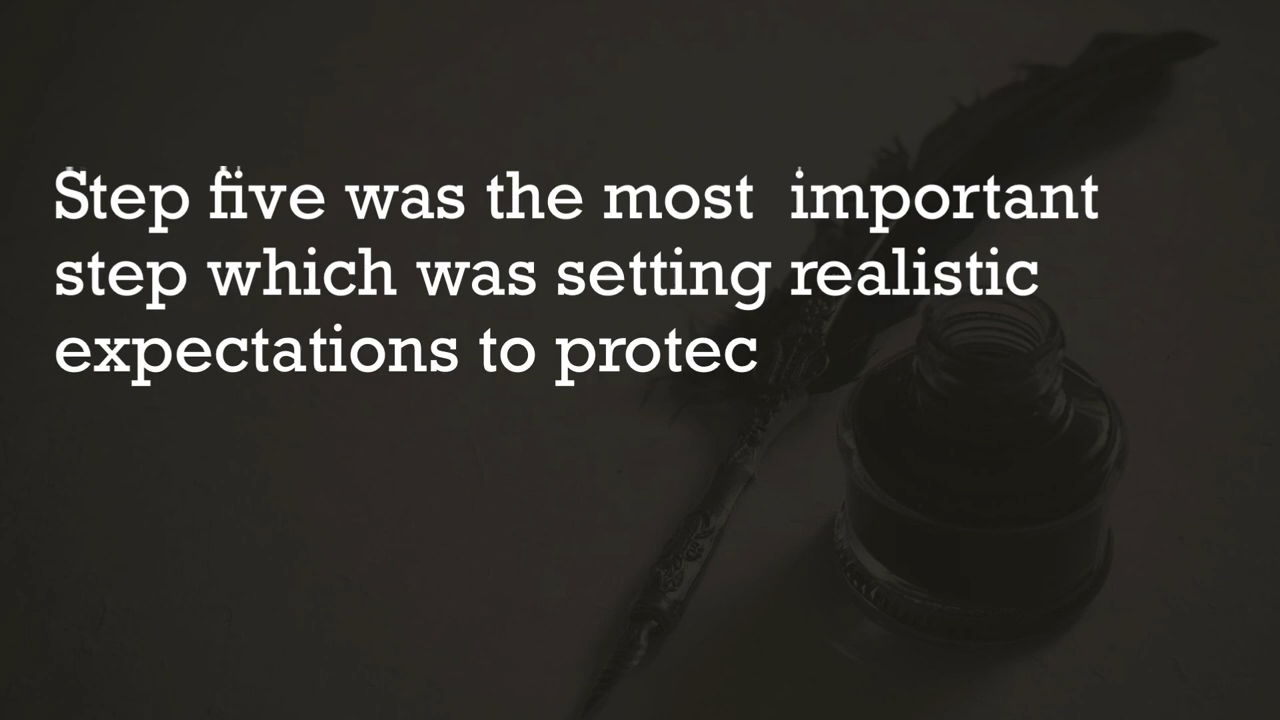 Step five was the most  important
step which was setting realistic
expectations to protec